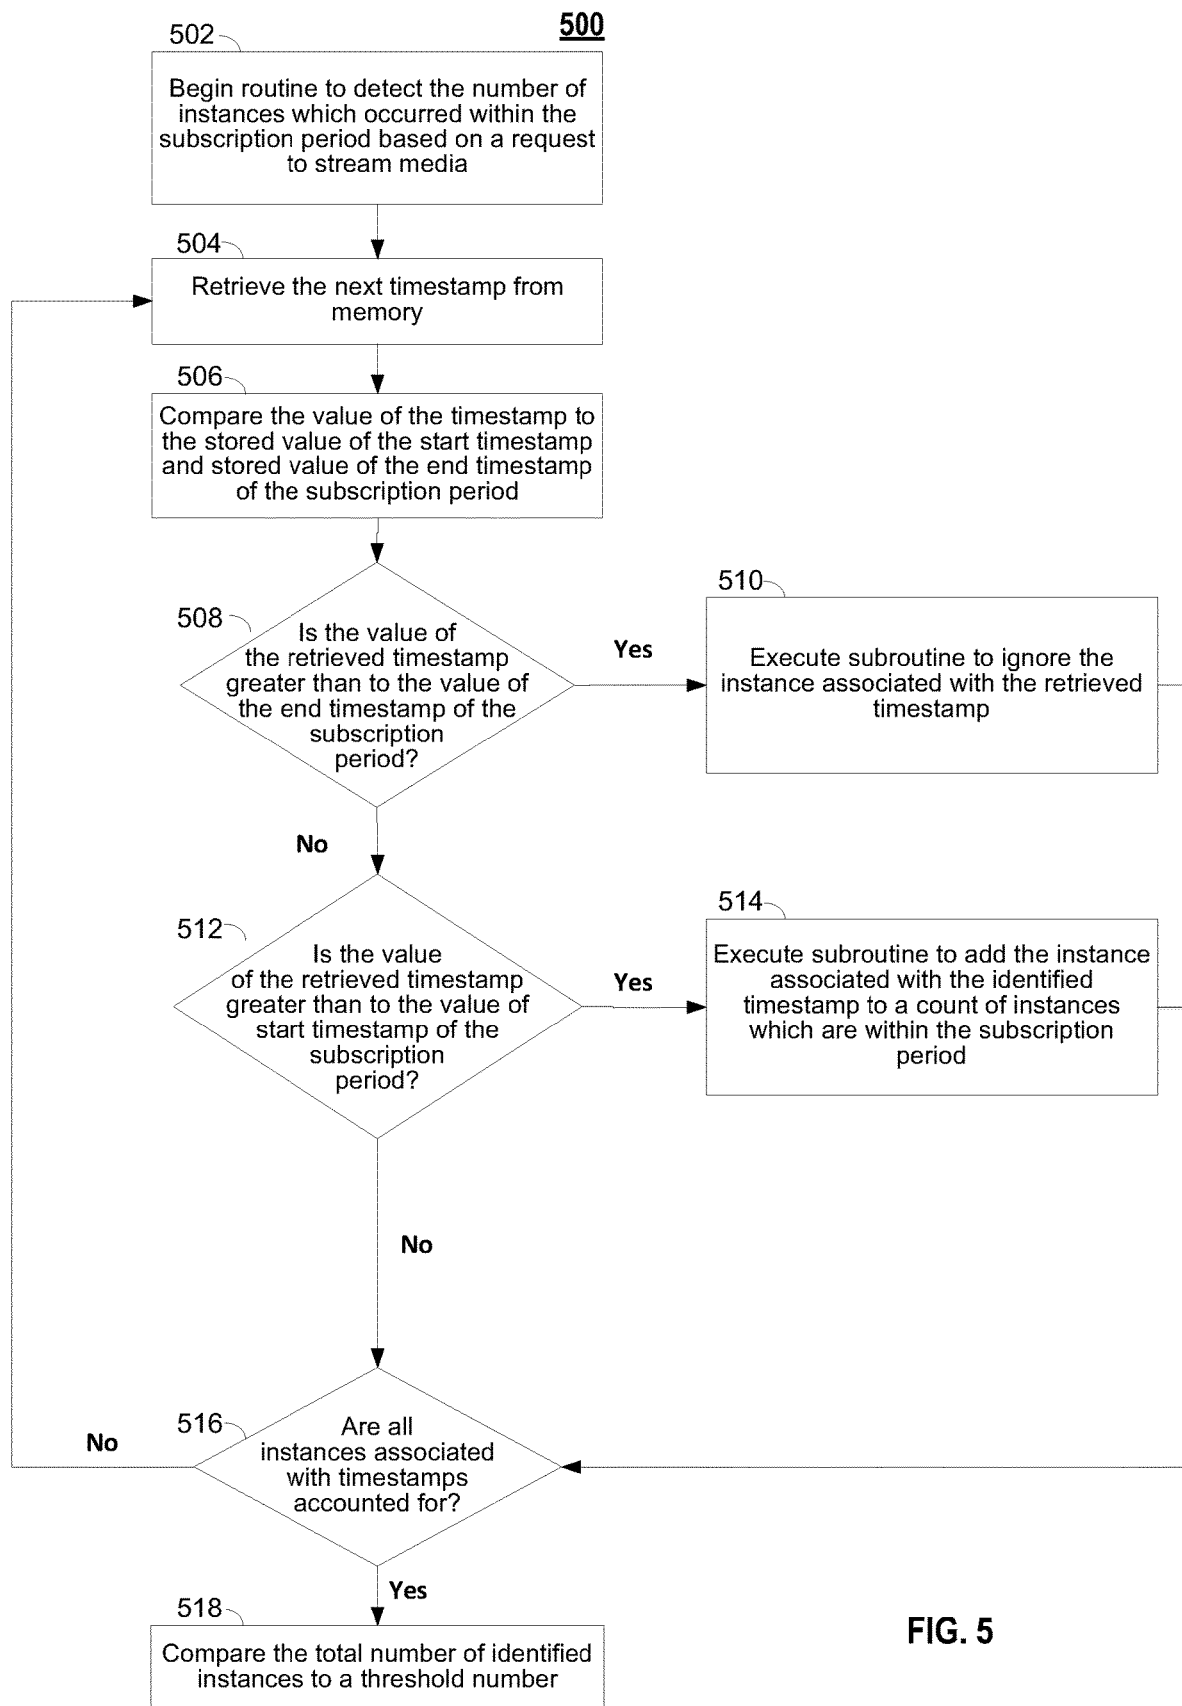 500
502
Begin routine to detect the number of
instances which occurred within the
subscription period based on a request
to stream media
504
Retrieve the next timestamp from
memory
506
Compare the value of the timestamp to
the stored value of the start timestamp
and stored value of the end timestamp
of the subscription period
508
Is the value of
the retrieved timestamp
greater than to the value of
the end timestamp of the
subscription
period?
Yes
510
Execute subroutine to ignore the
instance associated with the retrieved
timestamp
No
512
Is the value
of the retrieved timestamp
greater than to the value of
start timestamp of the
subscription
period?
Yes
514
Execute subroutine to add the instance
associated with the identified
timestamp to a count of instances
which are within the subscription
period
No
516
Are all
instances associated
with timestamps
accounted for?
No
Yes
518
Compare the total number of identified
instances to a threshold number
FIG. 5